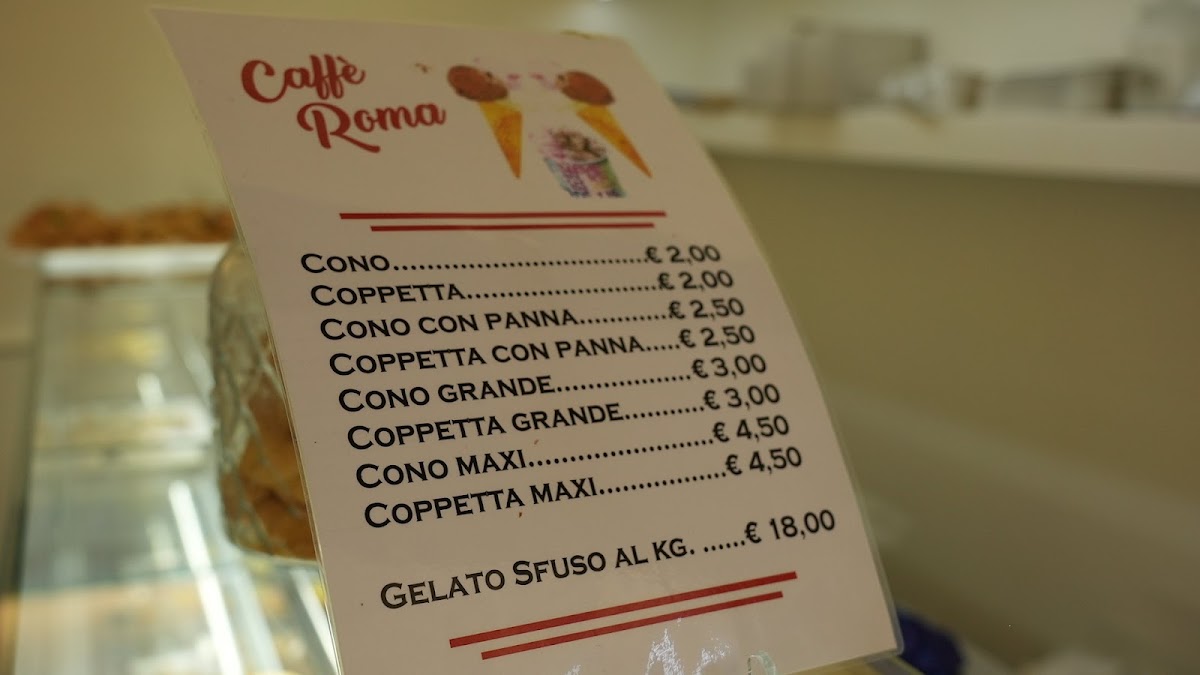 Caffè
Roma
Cono..............................€ 2,00
Coppetta.......................€ 2,00
Cono con panna............€ 2,50
Coppetta con panna.....€ 2,50
Cono grande...................€ 3,00
Coppetta grande...........€ 3,00
Cono maxi......................€ 4,50
Coppetta maxi.................€ 4,50
Gelato Sfuso al kg. ......€ 18,00